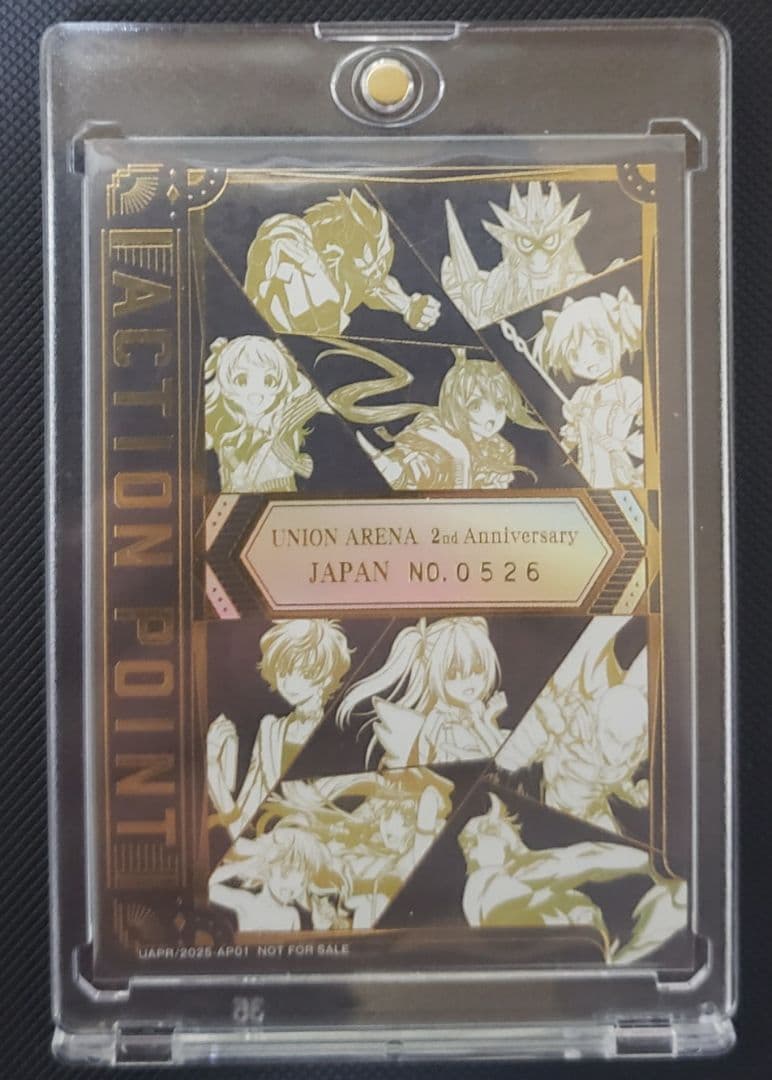 ACTION POINT
UNION ARENA 2nd Anniversary
JAPAN NO.0526
UAPR/2025-AP01 NOT FOR SALE